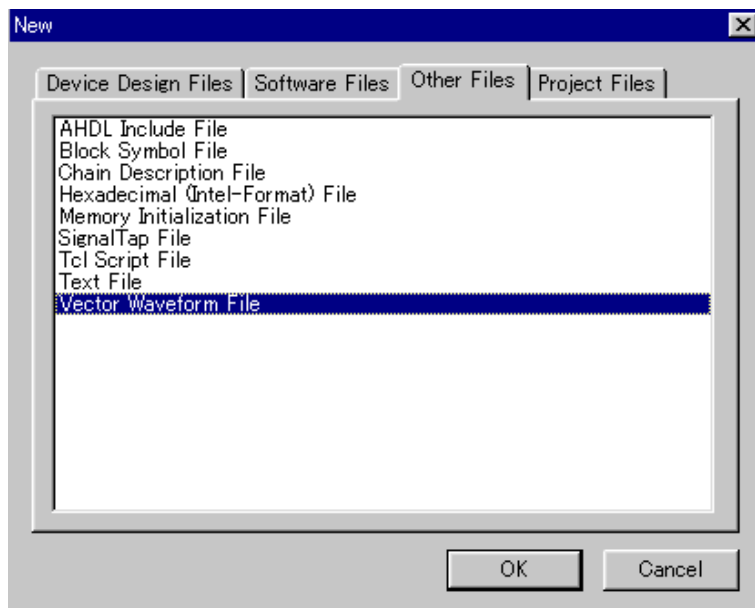 New
Device Design Files
Software Files
Other Files
Project Files
AHDL Include File
Block Symbol File
Chain Description File
Hexadecimal (Intel-Format) File
Memory Initialization File
SignalTap File
Tcl Script File
Text File
Vector Waveform File
OK
Cancel